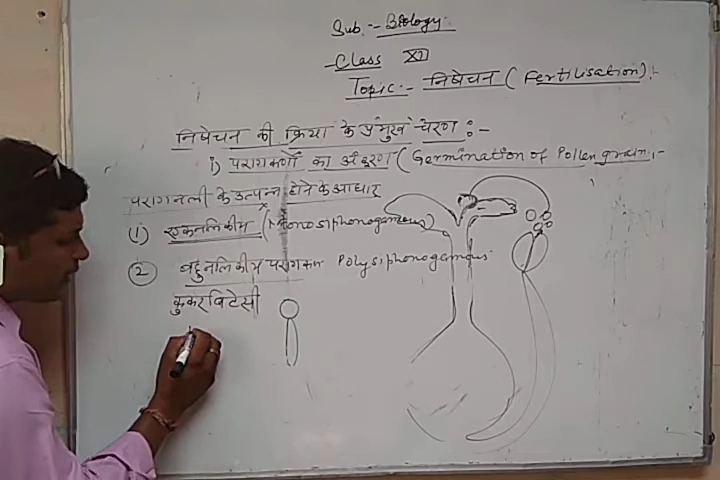 Sub:- Biology:
Class XII
Topic:- निषेचन ( Fertilisation):-
निषेचन की क्रिया के प्रमुख चरण :-
i) परागकणों का अंकुरण ( Germination of Pollen grain,-
परागनली के उत्पन्न होने के आधार
(1) एकनलिकीय (Monosiphonogamous)
(2) बहुनलिकीय परागकण Polysiphonogamous
कुकरबिटेसी